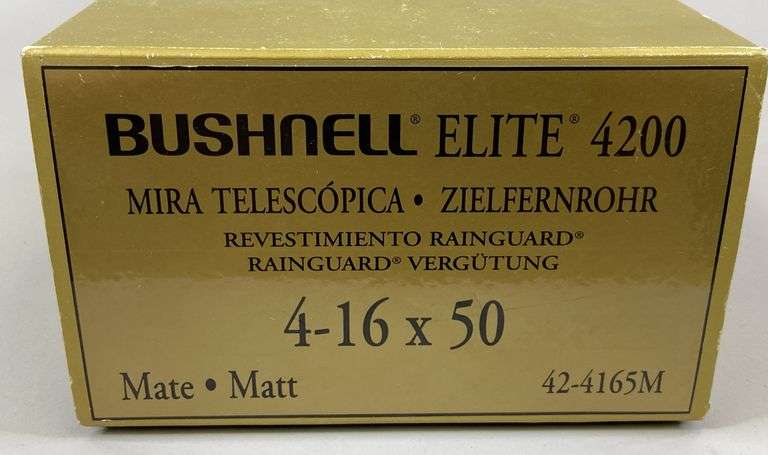 BUSHNELL® ELITE® 4200
MIRA TELESCÓPICA • ZIELFERNROHR
REVESTIMIENTO RAINGUARD®
RAINGUARD® VERGÜTUNG
4-16 x 50
Mate • Matt 42-4165M